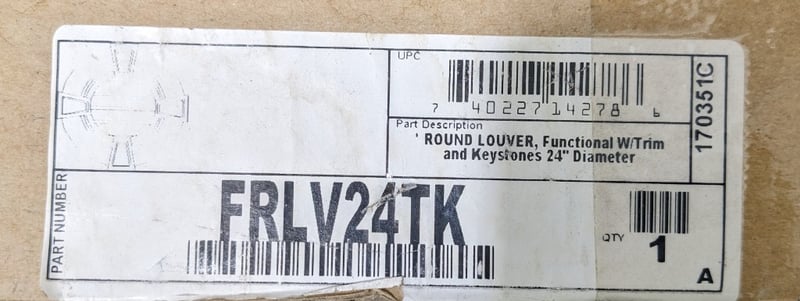 UPC
7 40227 14278 6
170351C
Part Description
ROUND LOUVER, Functional W/Trim
and Keystones 24" Diameter
PART NUMBER
FRLV24TK
QTY 1
A